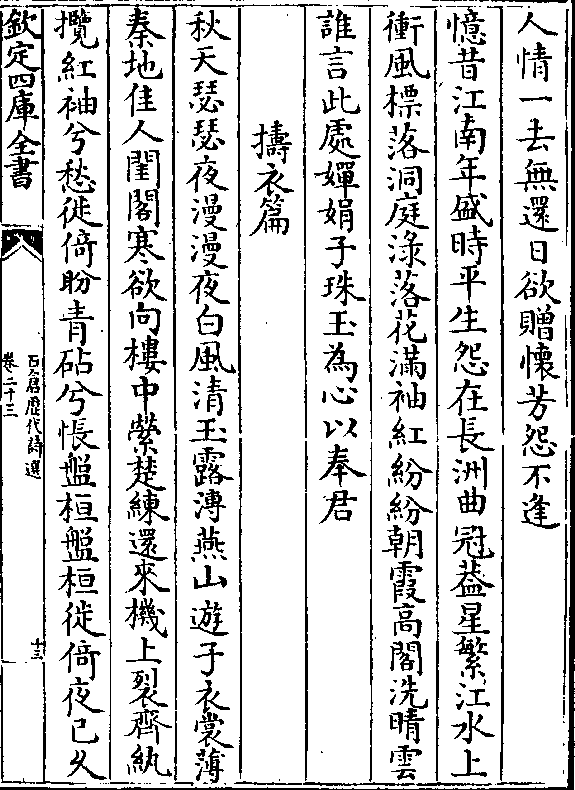 人情一去無還日欲贈懷芳怨不逢
憶昔江南年盛時平生怨在長洲曲冠葢星繁江水上
衝風標落洞庭淥落花滿袖紅紛紛朝霞高閣洗晴雲
誰言此處嬋娟子珠玉為心以奉君
擣衣篇
秋天瑟瑟夜漫漫夜白風清玉露漙燕山遊子衣裳薄
秦地佳人閨閣寒欲向樓中縈楚練還來機上裂齊紈
攬紅袖兮愁徙倚盼青砧兮悵盤桓盤桓徙倚夜已久
欽定四庫全書
卷二十三
御選歷代詩選
十三